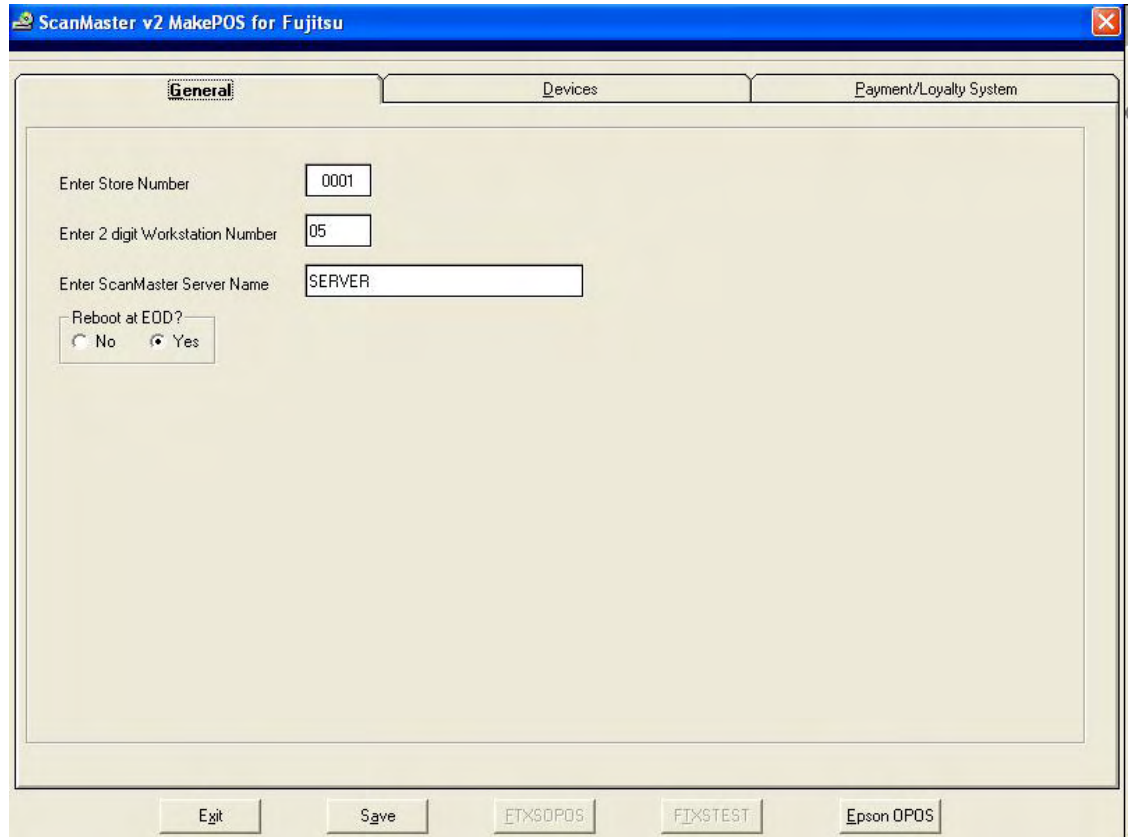 ScanMaster v2 MakePOS for Fujitsu
General Devices Payment/Loyalty System
Enter Store Number 0001
Enter 2 digit Workstation Number 05
Enter ScanMaster Server Name SERVER
Reboot at EOD?
No Yes
Exit Save FTXSOPOS FTXSTEST Epson OPOS